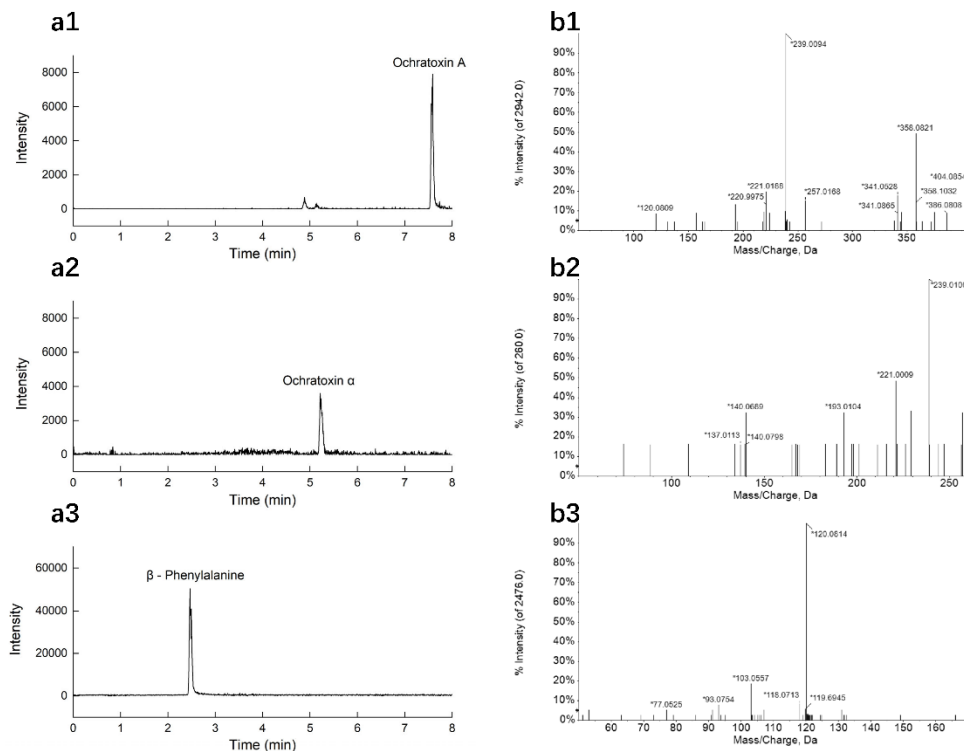 a1
Ochratoxin A
8000
6000
4000
2000
0
Intensity
0 1 2 3 4 5 6 7 8
Time (min)
b1
90%
80%
70%
60%
50%
40%
30%
20%
10%
0%
% Intensity (of 2942.0)
*239.0094
*358.0821
*404.0854
*341.0528
*358.1032
*341.0865
*386.0808
*221.0188
*220.9975
*257.0168
*120.0809
100 150 200 250 300 350
Mass/Charge, Da
a2
Ochratoxin α
8000
6000
4000
2000
0
Intensity
0 1 2 3 4 5 6 7 8
Time (min)
b2
90%
80%
70%
60%
50%
40%
30%
20%
10%
0%
% Intensity (of 260.0)
*221.0009
*140.0689
*193.0104
*137.0113
*140.0798
100 150 200 250
Mass/Charge, Da
a3
β - Phenylalanine
60000
40000
20000
0
Intensity
0 1 2 3 4 5 6 7 8
Time (min)
b3
90%
80%
70%
60%
50%
40%
30%
20%
10%
0%
% Intensity (of 2476.0)
*120.0814
*103.0557
*118.0713
*119.6945
*93.0754
*77.0525
60 70 80 90 100 110 120 130 140 150 160
Mass/Charge, Da